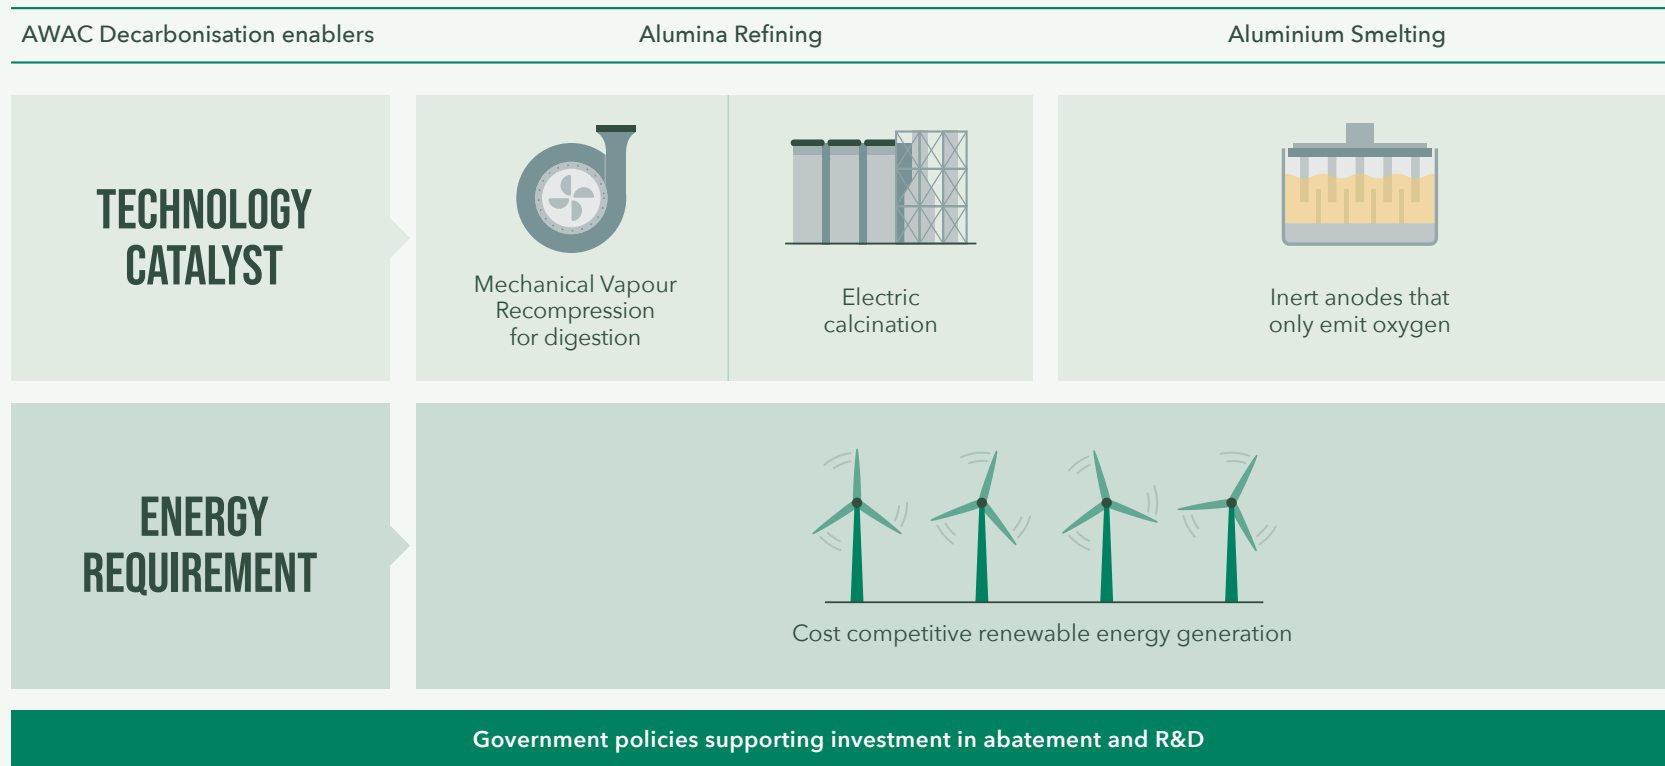 AWAC Decarbonisation enablers
Alumina Refining
Aluminium Smelting
TECHNOLOGY
CATALYST
Mechanical Vapour
Recompression
for digestion
Electric
calcination
Inert anodes that
only emit oxygen
ENERGY
REQUIREMENT
Cost competitive renewable energy generation
Government policies supporting investment in abatement and R&D